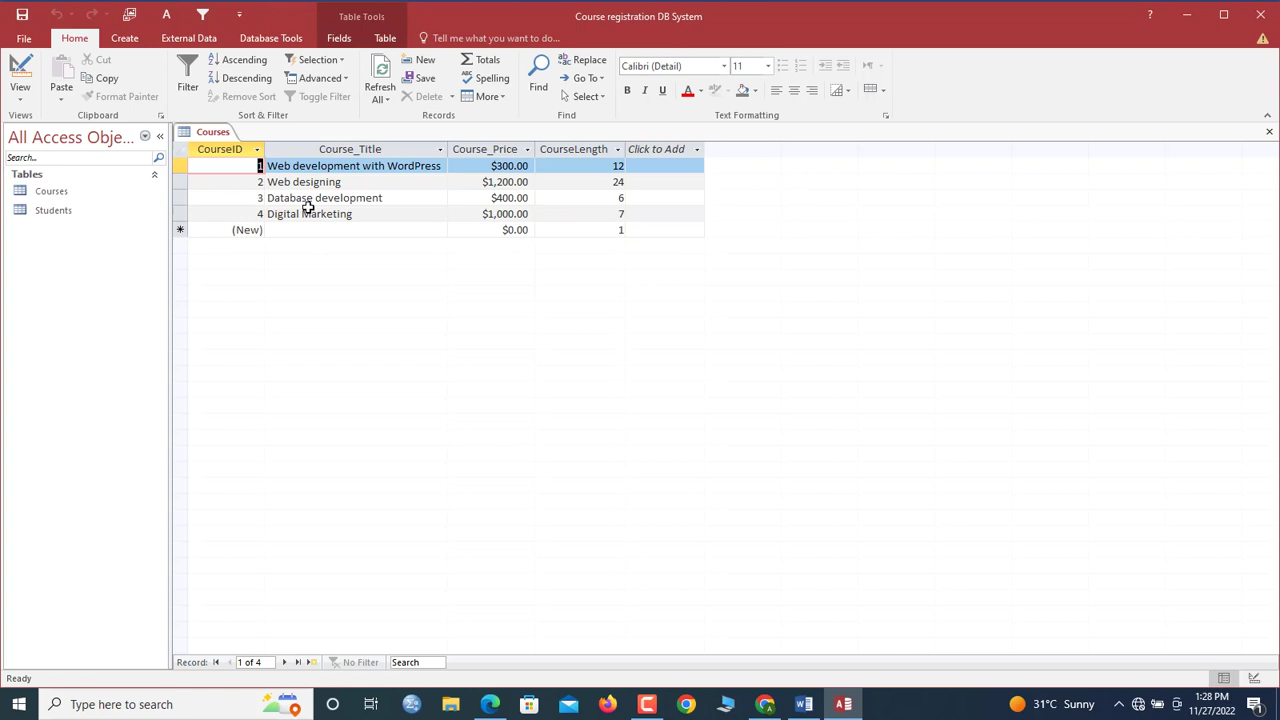 Table Tools
Course registration DB System
?
File Home Create External Data Database Tools Fields Table Tell me what you want to do...
View
Views
Paste
Cut
Copy
Format Painter
Clipboard
Filter
Ascending
Descending
Remove Sort
Selection
Advanced
Toggle Filter
Sort & Filter
Refresh
All
New
Save
Delete
Totals
Spelling
More
Records
Find
Replace
Go To
Select
Find
Calibri (Detail) 11
B I U
A
Text Formatting
All Access Obje...
Search...
Tables
Courses
Students
Courses
CourseID Course_Title Course_Price CourseLength Click to Add
1 Web development with WordPress $300.00 12
2 Web designing $1,200.00 24
3 Database development $400.00 6
4 Digital Marketing $1,000.00 7
(New) $0.00 1
Record: 1 of 4 No Filter Search
Ready
Type here to search
31°C Sunny
1:28 PM
11/27/2022